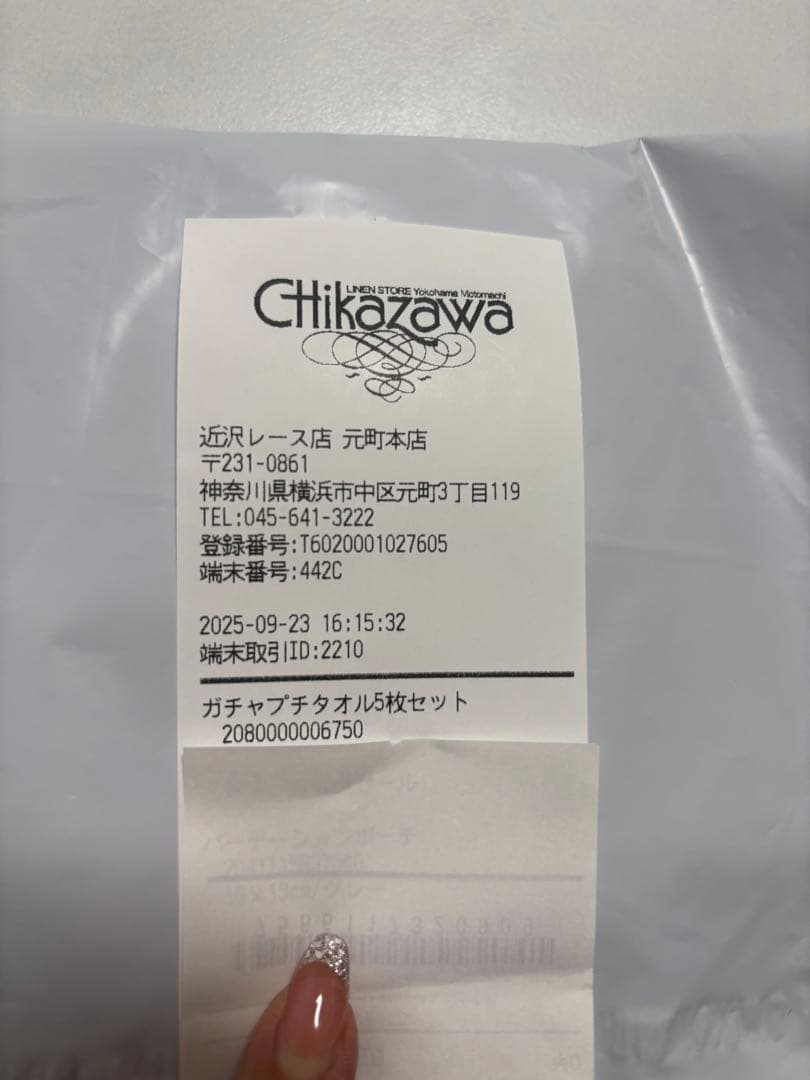 LINEN STORE Yokohama Motomachi
CHikazawa
近沢レース店 元町本店
〒231-0861
神奈川県横浜市中区元町3丁目119
TEL:045-641-3222
登録番号:T6020001027605
端末番号:442C
2025-09-23 16:15:32
端末取引ID:2210
ガチャプチタオル5枚セット
2080000006750